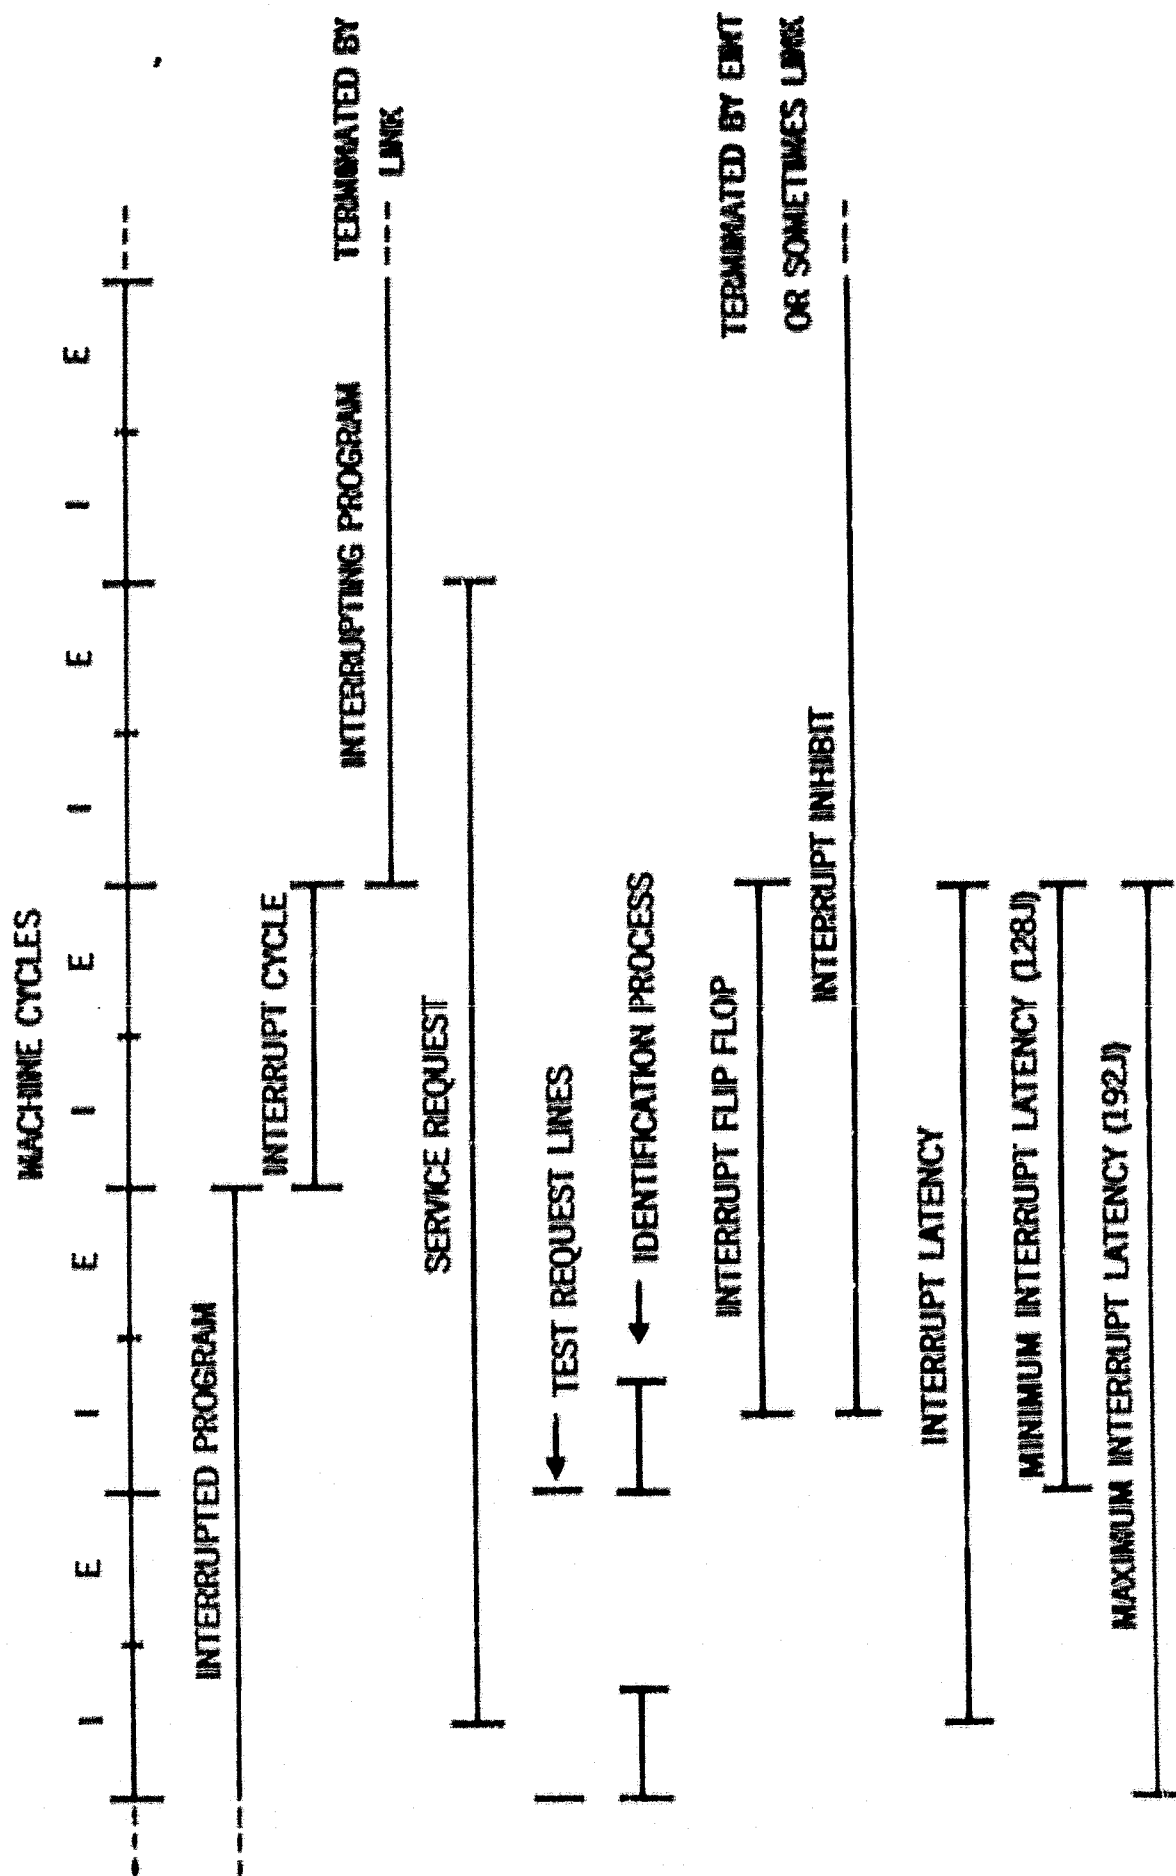 MACHINE CYCLES
I E I E I E I E I E
INTERRUPTED PROGRAM
INTERRUPT CYCLE
INTERRUPTING PROGRAM
TERMINATED BY
LINK
SERVICE REQUEST
TEST REQUEST LINES
IDENTIFICATION PROCESS
INTERRUPT FLIP FLOP
INTERRUPT INHIBIT
TERMINATED BY EINT
OR SOMETIMES LINK
INTERRUPT LATENCY
MINIMUM INTERRUPT LATENCY (128J)
MAXIMUM INTERRUPT LATENCY (192J)